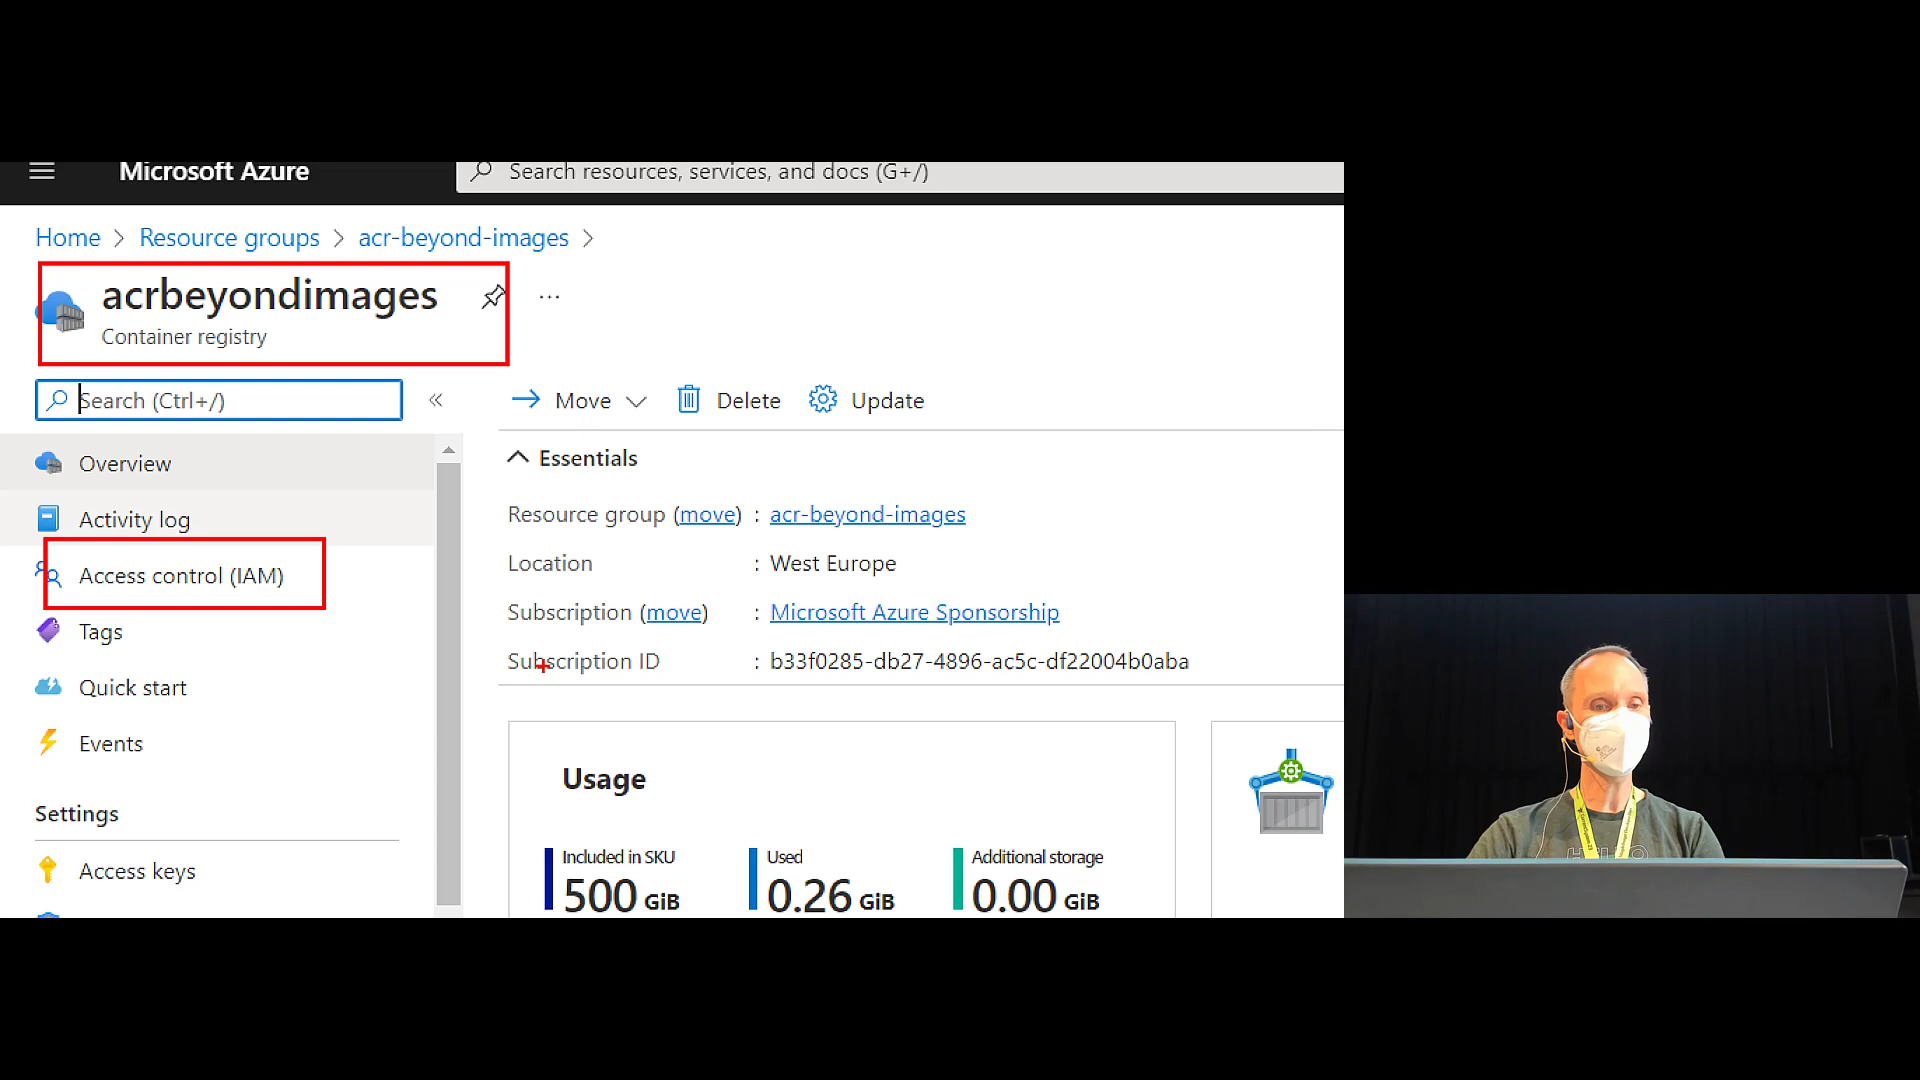 Microsoft Azure
Search resources, services, and docs (G+/)
Home > Resource groups > acr-beyond-images >
acrbeyondimages ...
Container registry
Search (Ctrl+/) «
Move Delete Update
Overview
Activity log
Access control (IAM)
Tags
Quick start
Events
Settings
Access keys
Essentials
Resource group (move) : acr-beyond-images
Location : West Europe
Subscription (move) : Microsoft Azure Sponsorship
Subscription ID : b33f0285-db27-4896-ac5c-df22004b0aba
Usage
Included in SKU
500 GiB
Used
0.26 GiB
Additional storage
0.00 GiB
HELLO